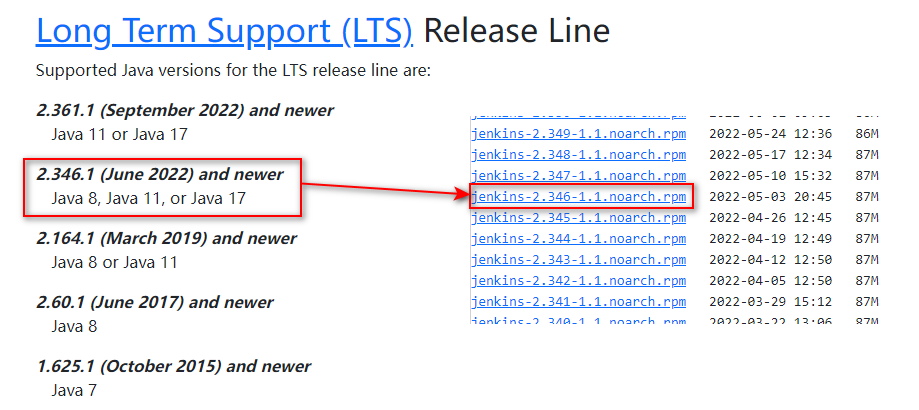 Long Term Support (LTS) Release Line
Supported Java versions for the LTS release line are:
2.361.1 (September 2022) and newer
Java 11 or Java 17
2.346.1 (June 2022) and newer
Java 8, Java 11, or Java 17
2.164.1 (March 2019) and newer
Java 8 or Java 11
2.60.1 (June 2017) and newer
Java 8
1.625.1 (October 2015) and newer
Java 7
jenkins-2.349-1.1.noarch.rpm 2022-05-24 12:36 86M
jenkins-2.348-1.1.noarch.rpm 2022-05-17 12:34 87M
jenkins-2.347-1.1.noarch.rpm 2022-05-10 15:32 87M
jenkins-2.346-1.1.noarch.rpm 2022-05-03 20:45 87M
jenkins-2.345-1.1.noarch.rpm 2022-04-26 12:45 87M
jenkins-2.344-1.1.noarch.rpm 2022-04-19 12:49 87M
jenkins-2.343-1.1.noarch.rpm 2022-04-12 12:50 87M
jenkins-2.342-1.1.noarch.rpm 2022-04-05 12:50 87M
jenkins-2.341-1.1.noarch.rpm 2022-03-29 15:12 87M
jenkins-2.340-1.1.noarch.rpm 2022-03-22 13:06 87M